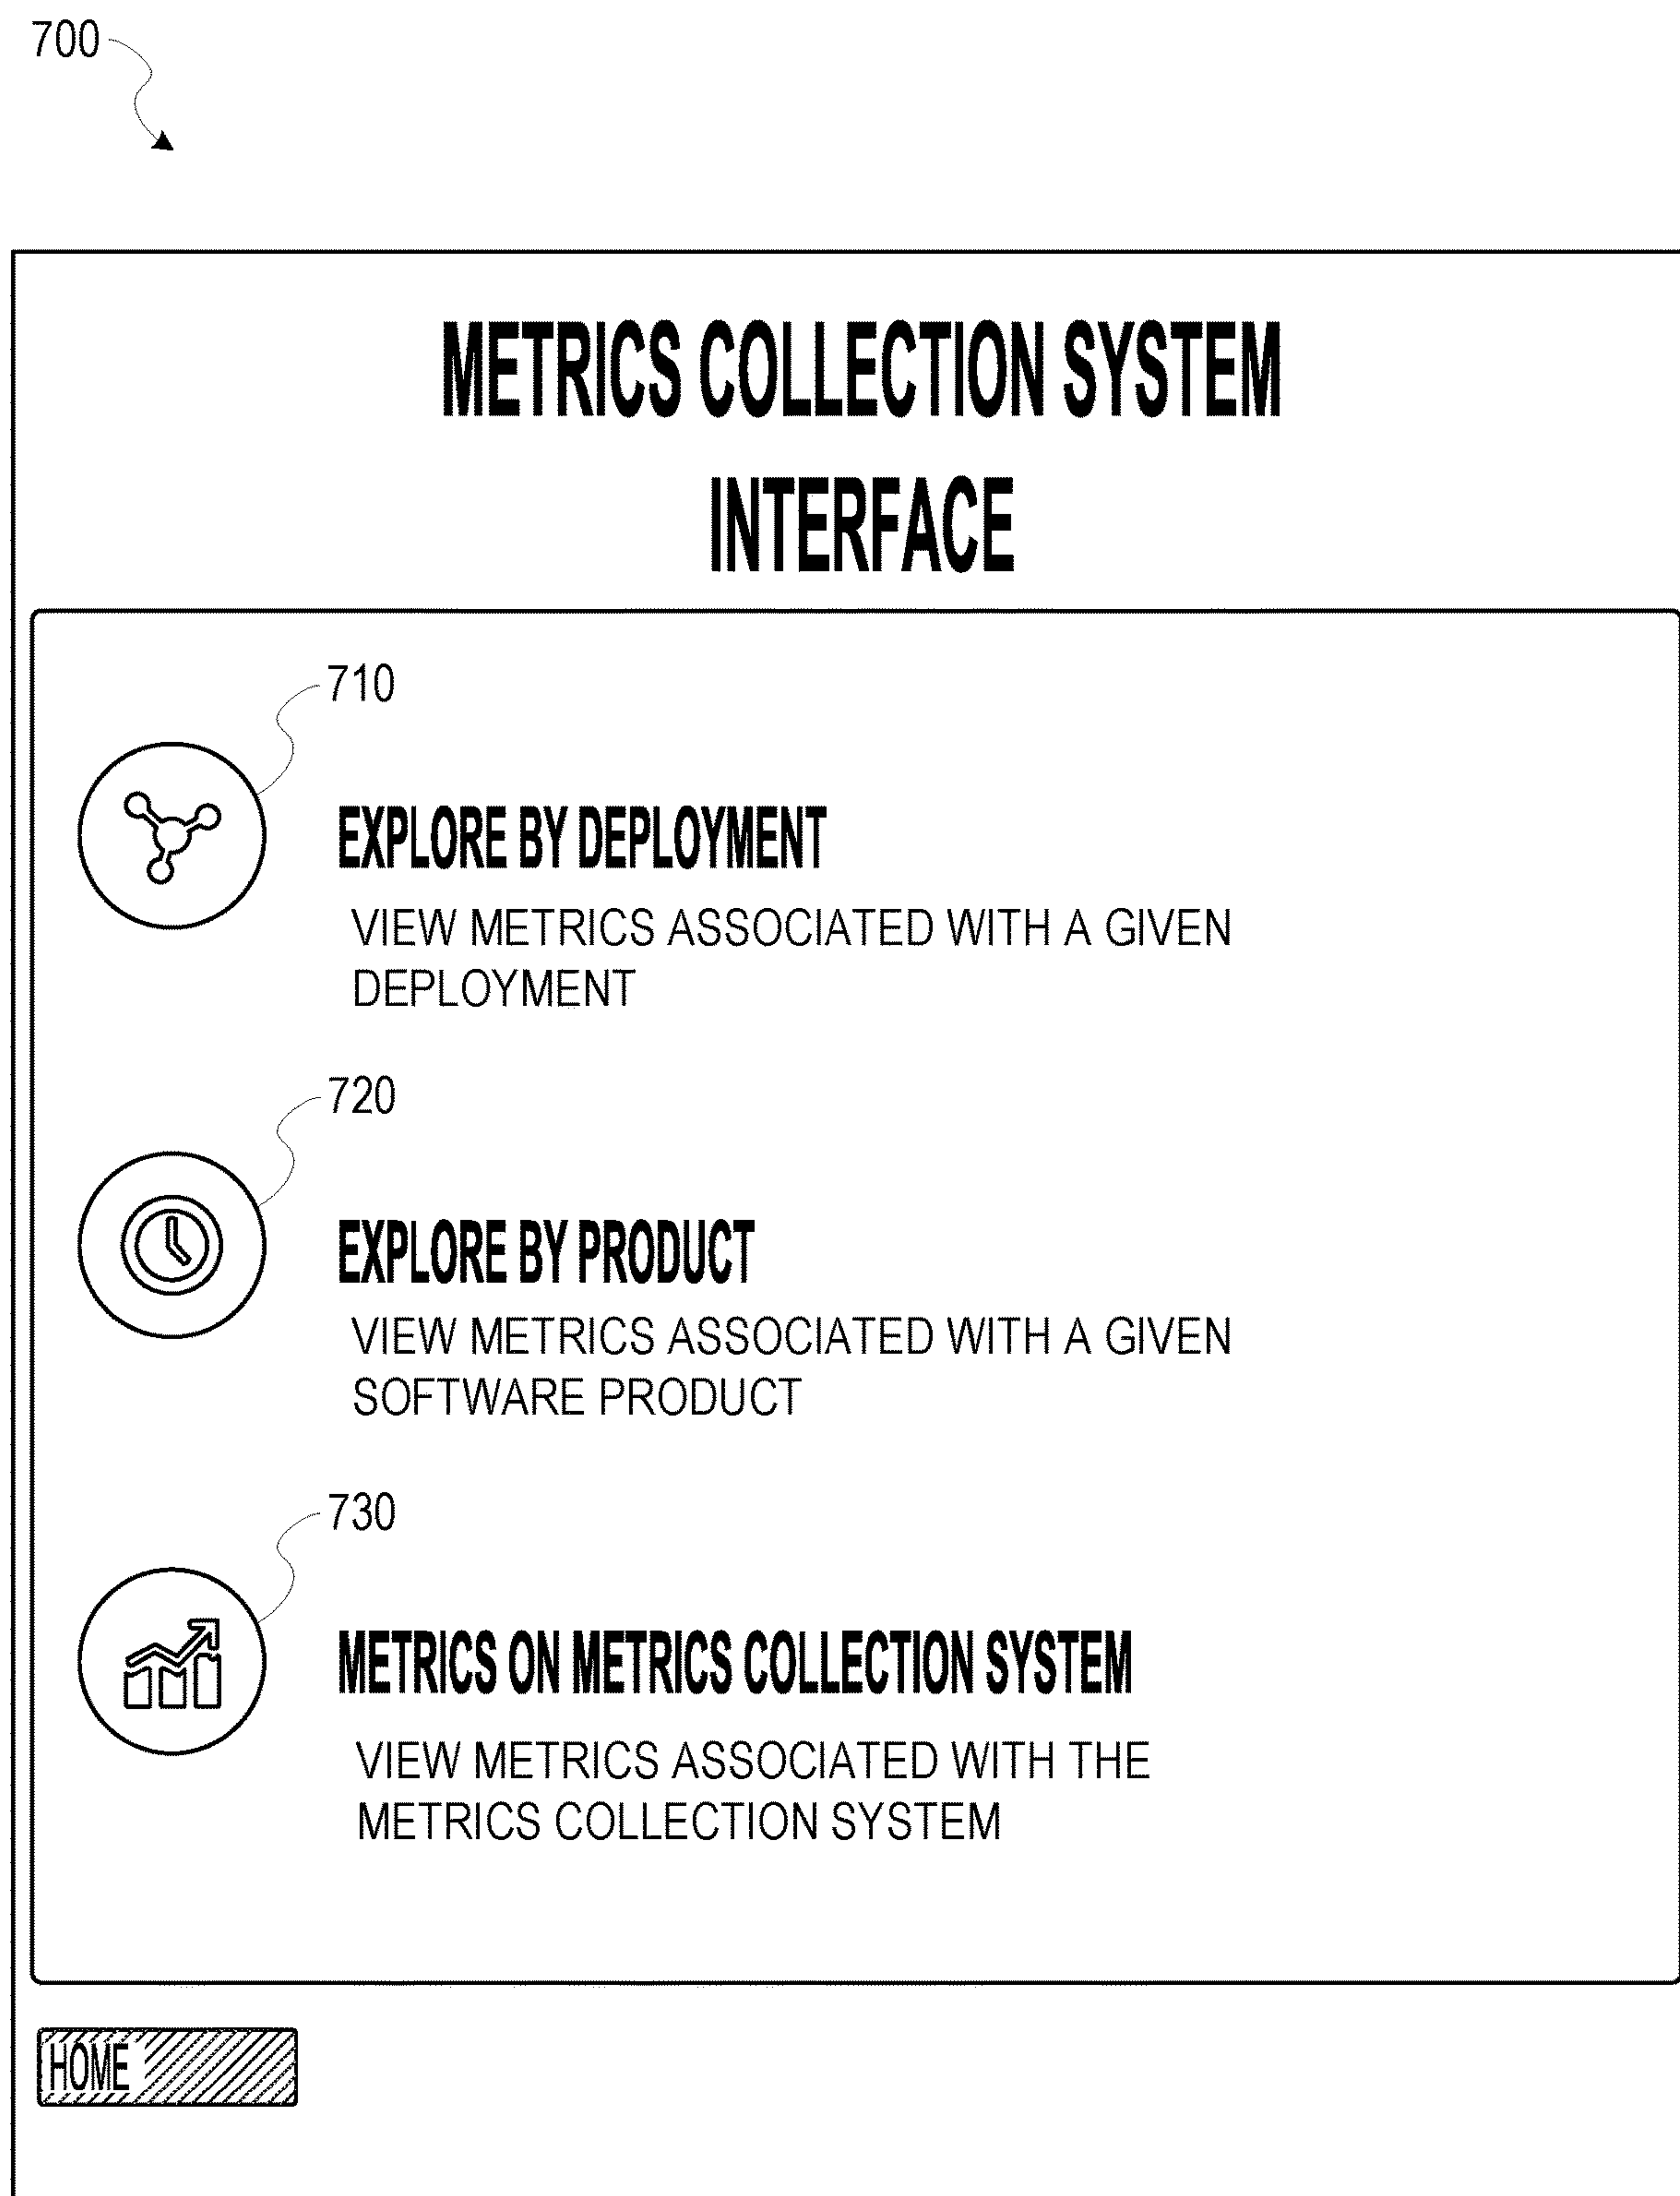 700
METRICS COLLECTION SYSTEM
INTERFACE
710
EXPLORE BY DEPLOYMENT
VIEW METRICS ASSOCIATED WITH A GIVEN
DEPLOYMENT
720
EXPLORE BY PRODUCT
VIEW METRICS ASSOCIATED WITH A GIVEN
SOFTWARE PRODUCT
730
METRICS ON METRICS COLLECTION SYSTEM
VIEW METRICS ASSOCIATED WITH THE
METRICS COLLECTION SYSTEM
HOME